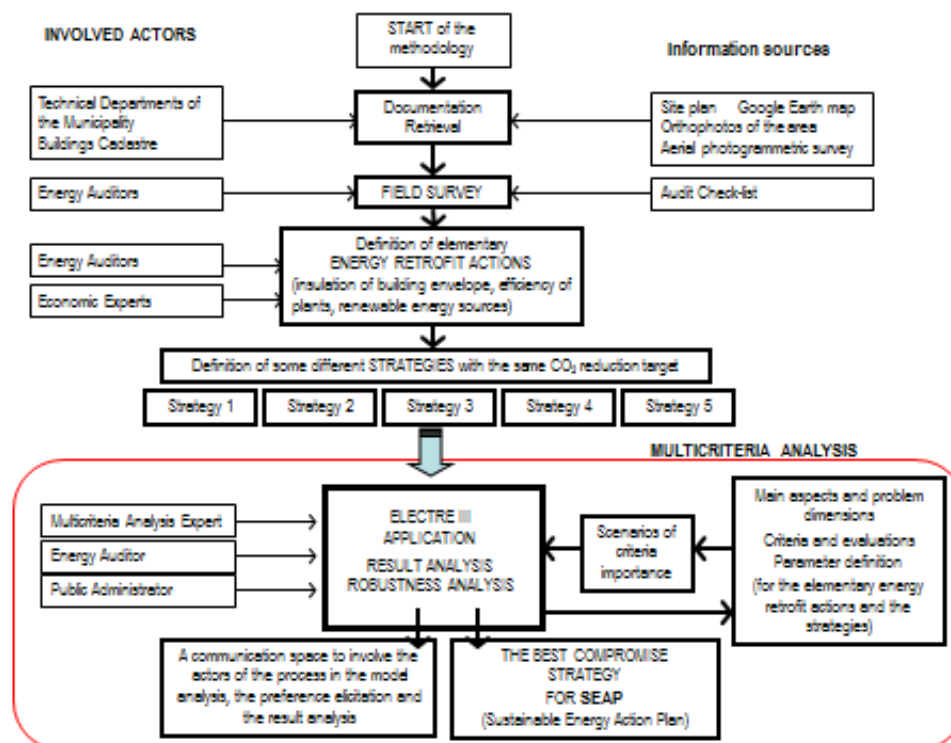 INVOLVED ACTORS
START of the
methodology
Information sources
Technical Departments of
the Municipality
Buildings Cadastre
Documentation
Retrieval
Site plan Google Earth map
Orthophotos of the area
Aerial photogrammetric survey
Energy Auditors
FIELD SURVEY
Audit Check-list
Energy Auditors
Economic Experts
Definition of elementary
ENERGY RETROFIT ACTIONS
(insulation of building envelope, efficiency of
plants, renewable energy sources)
Definition of some different STRATEGIES with the same CO₂ reduction target
Strategy 1
Strategy 2
Strategy 3
Strategy 4
Strategy 5
MULTICRITERIA ANALYSIS
Multicriteria Analysis Expert
Energy Auditor
Public Administrator
ELECTRE III
APPLICATION
RESULT ANALYSIS
ROBUSTNESS ANALYSIS
Scenarios of
criteria
importance
Main aspects and problem
dimensions
Criteria and evaluations
Parameter definition
(for the elementary energy
retrofit actions and the
strategies)
A communication space to involve the
actors of the process in the model
analysis, the preference elicitation and
the result analysis
THE BEST COMPROMISE
STRATEGY
FOR SEAP
(Sustainable Energy Action Plan)